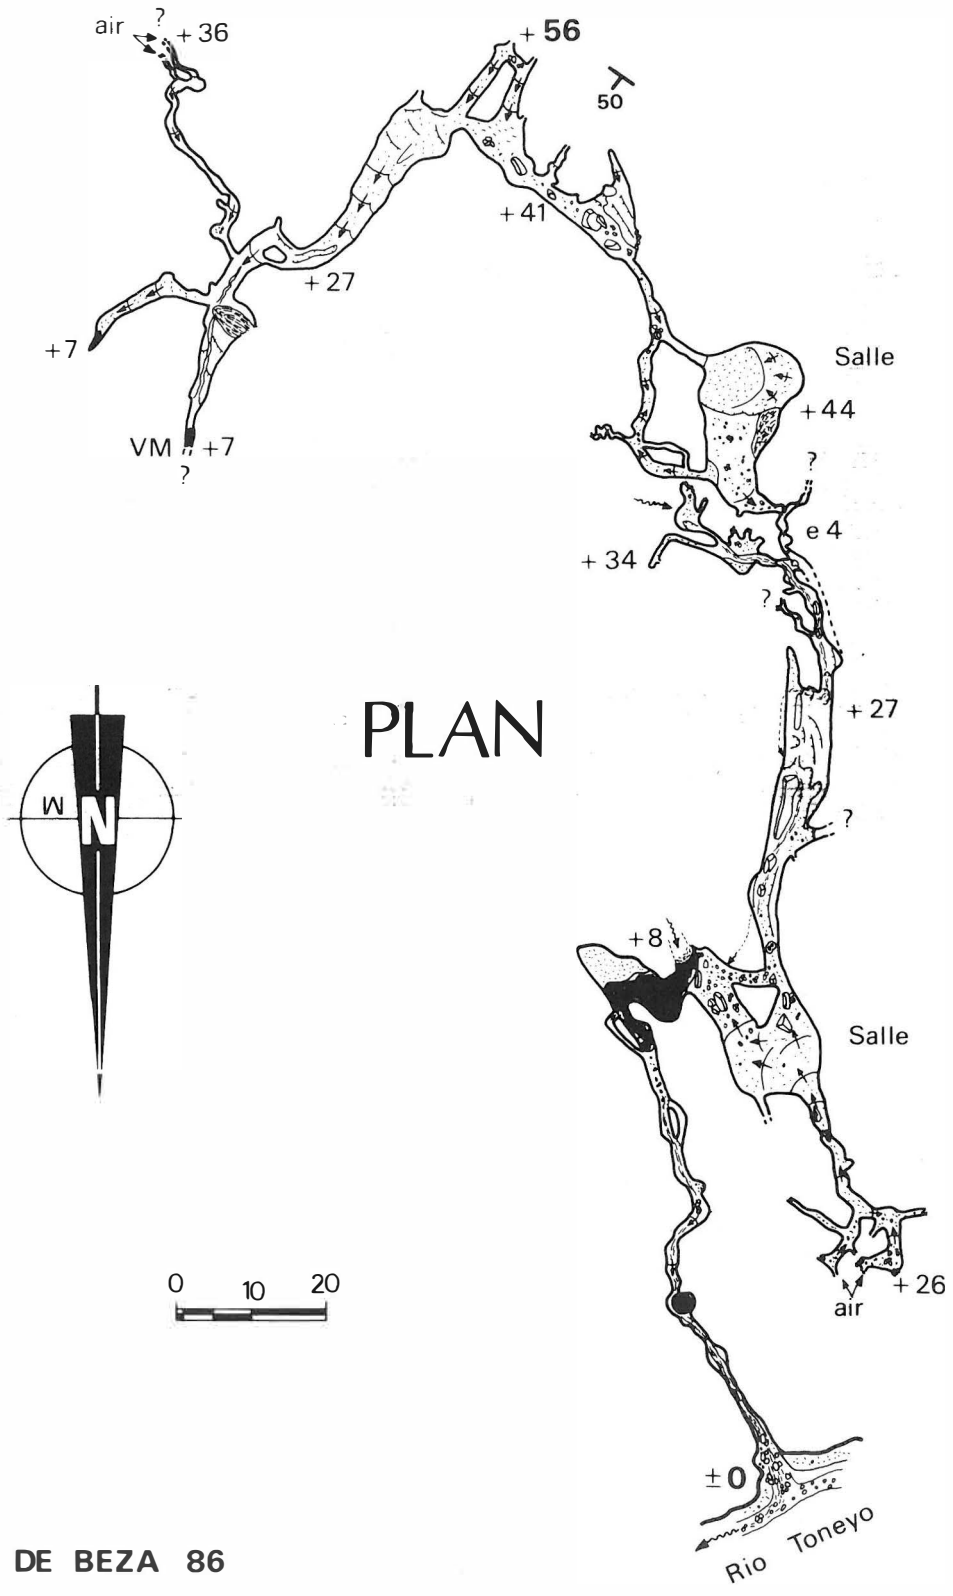 ?
air
+ 36
+ 56
50
+ 41
+ 27
+7
VM
+7
?
Salle
+ 44
?
e 4
+ 34
?
+ 27
PLAN
?
M
N
+8
Salle
+ 26
air
0 10 20
± 0
Rio Toneyo
DE BEZA 86